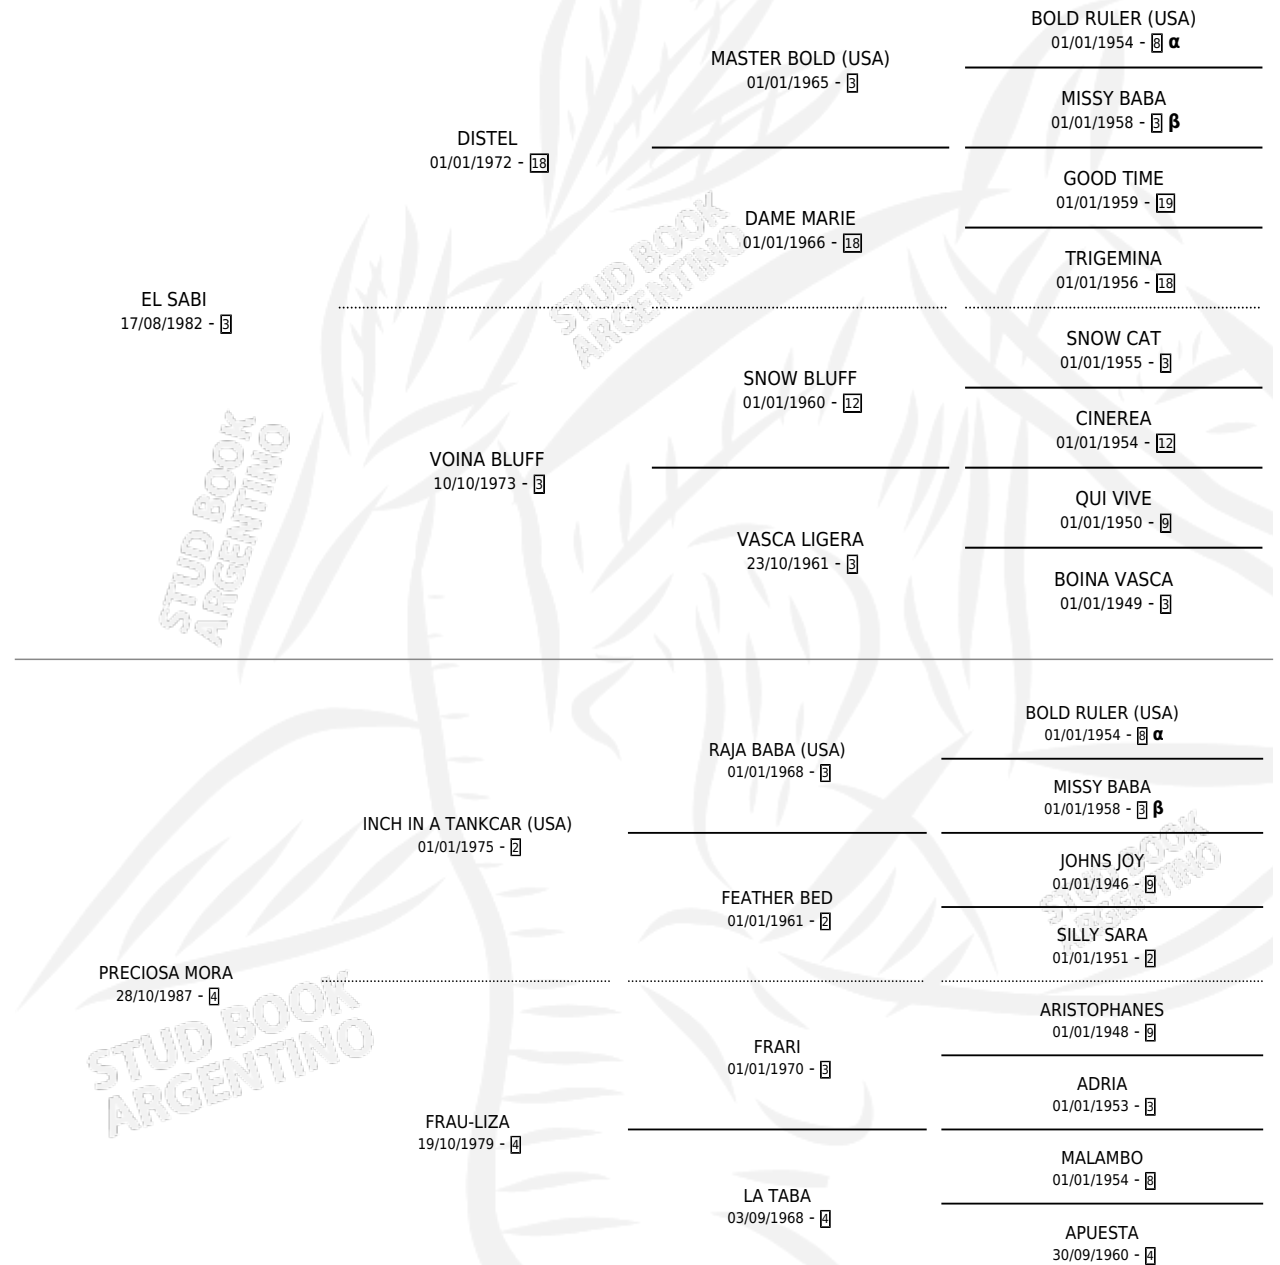 BOLD RULER (USA)
01/01/1954 - 8 α
MASTER BOLD (USA)
01/01/1965 - 3
MISSY BABA
01/01/1958 - 3 β
DISTEL
01/01/1972 - 18
GOOD TIME
01/01/1959 - 19
DAME MARIE
01/01/1966 - 18
TRIGEMINA
01/01/1956 - 18
EL SABI
17/08/1982 - 3
SNOW CAT
01/01/1955 - 3
SNOW BLUFF
01/01/1960 - 12
CINEREA
01/01/1954 - 12
VOINA BLUFF
10/10/1973 - 3
QUI VIVE
01/01/1950 - 9
VASCA LIGERA
23/10/1961 - 3
BOINA VASCA
01/01/1949 - 3
STUD BOOK
ARGENTINO
STUD BOOK
ARGENTINO
BOLD RULER (USA)
01/01/1954 - 8 α
RAJA BABA (USA)
01/01/1968 - 3
MISSY BABA
01/01/1958 - 3 β
INCH IN A TANKCAR (USA)
01/01/1975 - 2
JOHNS JOY
01/01/1946 - 9
FEATHER BED
01/01/1961 - 2
SILLY SARA
01/01/1951 - 2
PRECIOSA MORA
28/10/1987 - 4
ARISTOPHANES
01/01/1948 - 9
FRARI
01/01/1970 - 3
ADRIA
01/01/1953 - 3
FRAU-LIZA
19/10/1979 - 4
MALAMBO
01/01/1954 - 8
LA TABA
03/09/1968 - 4
APUESTA
30/09/1960 - 4
STUD BOOK
ARGENTINO
STUD BOOK
ARGENTINO